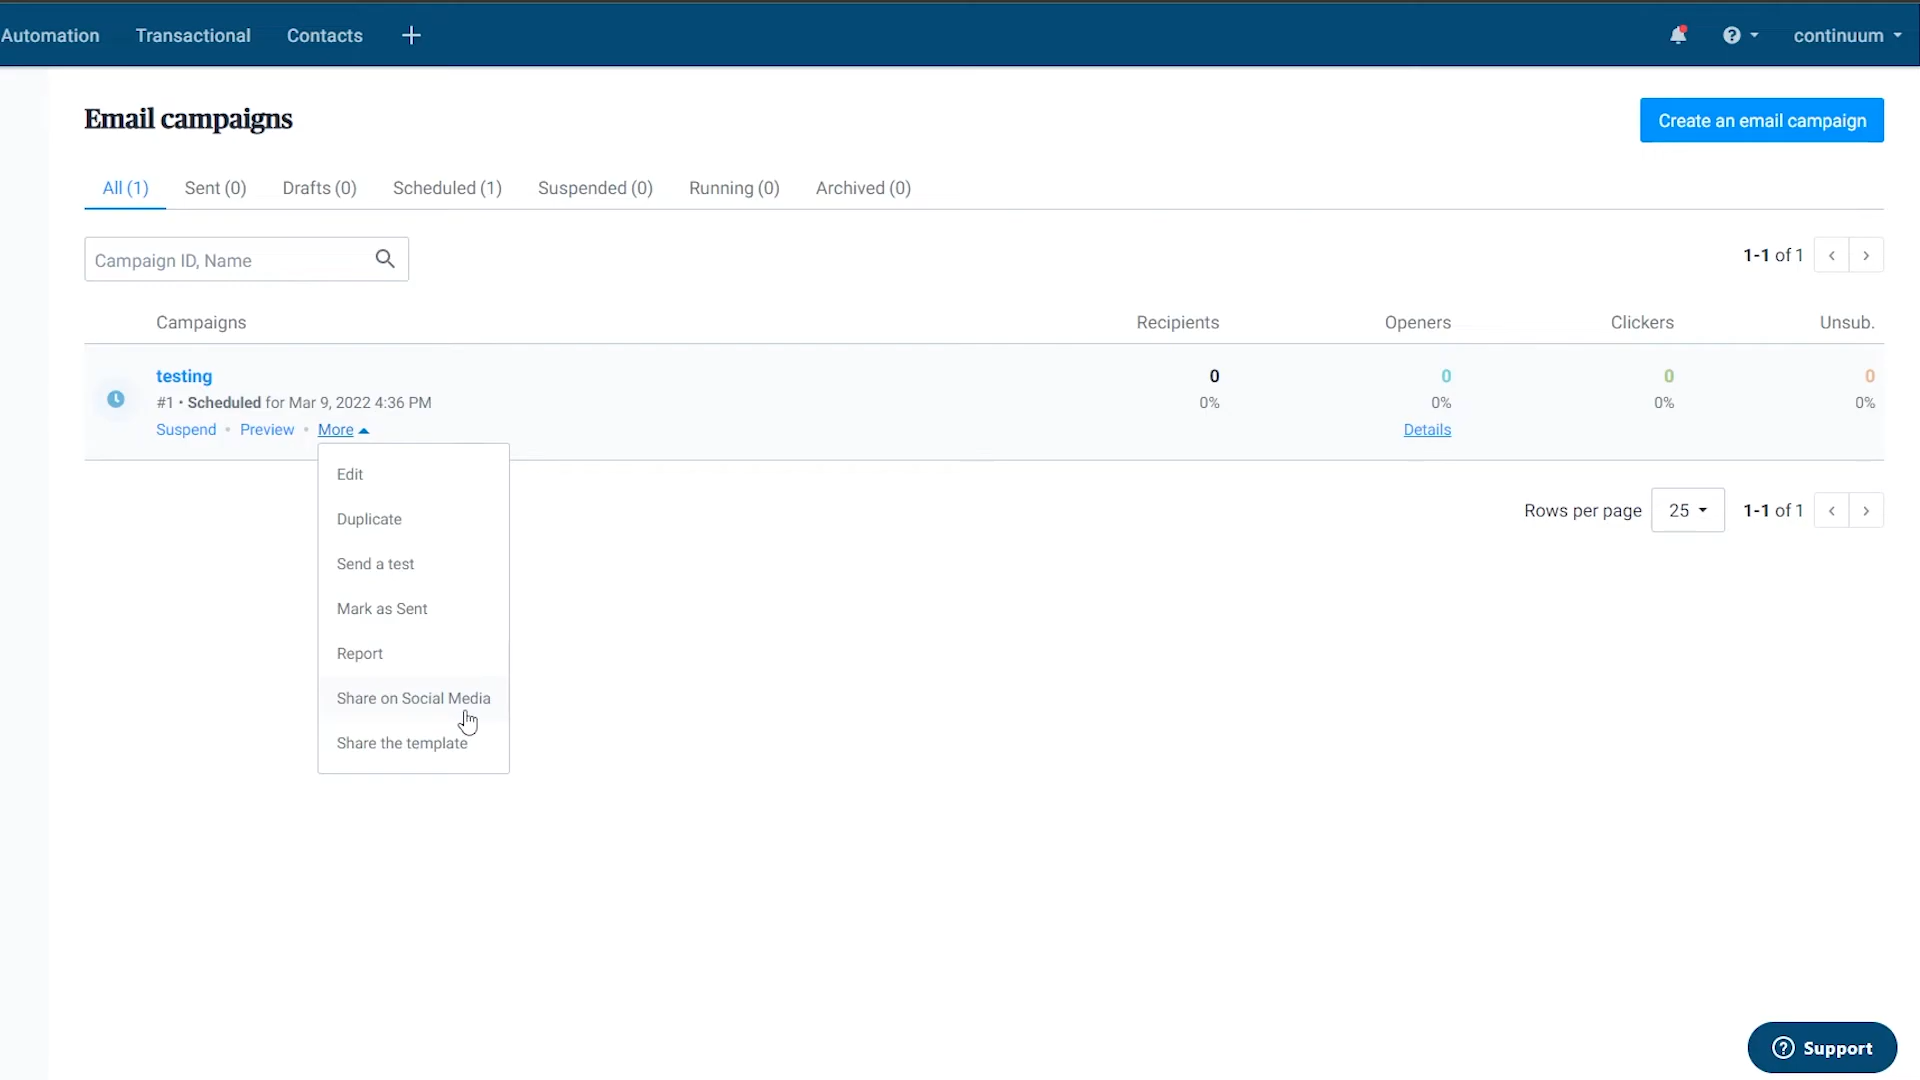 Automation Transactional Contacts + continuum
Email campaigns
Create an email campaign
All (1) Sent (0) Drafts (0) Scheduled (1) Suspended (0) Running (0) Archived (0)
Campaign ID, Name
1-1 of 1
Campaigns Recipients Openers Clickers Unsub.
testing 0 0 0 0
#1 • Scheduled for Mar 9, 2022 4:36 PM 0% 0% 0% 0%
Suspend • Preview • More Details
Edit
Duplicate
Send a test
Mark as Sent
Report
Share on Social Media
Share the template
Rows per page 25 1-1 of 1
Support